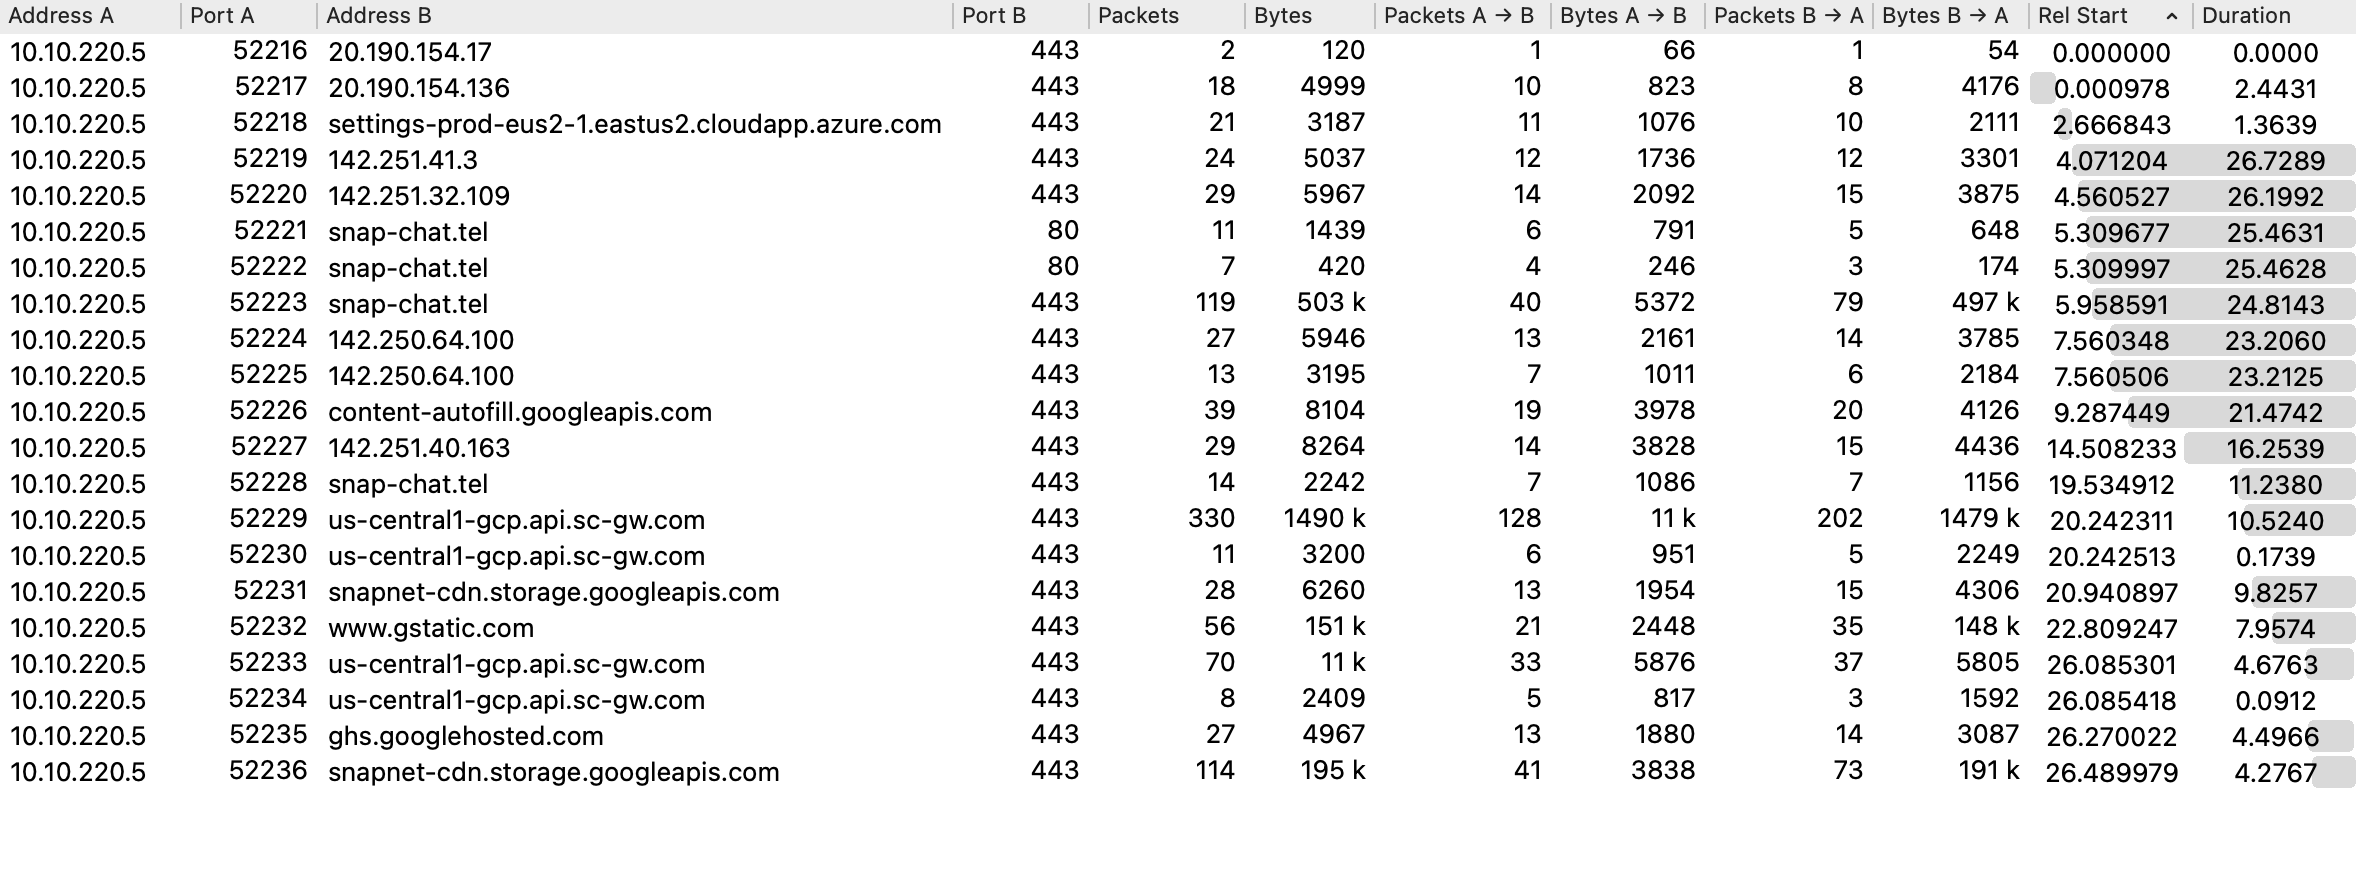 Address A Port A Address B Port B Packets Bytes Packets A → B Bytes A → B Packets B → A Bytes B → A Rel Start Duration
10.10.220.5 52216 20.190.154.17 443 2 120 1 66 1 54 0.000000 0.0000
10.10.220.5 52217 20.190.154.136 443 18 4999 10 823 8 4176 0.000978 2.4431
10.10.220.5 52218 settings-prod-eus2-1.eastus2.cloudapp.azure.com 443 21 3187 11 1076 10 2111 2.666843 1.3639
10.10.220.5 52219 142.251.41.3 443 24 5037 12 1736 12 3301 4.071204 26.7289
10.10.220.5 52220 142.251.32.109 443 29 5967 14 2092 15 3875 4.560527 26.1992
10.10.220.5 52221 snap-chat.tel 80 11 1439 6 791 5 648 5.309677 25.4631
10.10.220.5 52222 snap-chat.tel 80 7 420 4 246 3 174 5.309997 25.4628
10.10.220.5 52223 snap-chat.tel 443 119 503 k 40 5372 79 497 k 5.958591 24.8143
10.10.220.5 52224 142.250.64.100 443 27 5946 13 2161 14 3785 7.560348 23.2060
10.10.220.5 52225 142.250.64.100 443 13 3195 7 1011 6 2184 7.560506 23.2125
10.10.220.5 52226 content-autofill.googleapis.com 443 39 8104 19 3978 20 4126 9.287449 21.4742
10.10.220.5 52227 142.251.40.163 443 29 8264 14 3828 15 4436 14.508233 16.2539
10.10.220.5 52228 snap-chat.tel 443 14 2242 7 1086 7 1156 19.534912 11.2380
10.10.220.5 52229 us-central1-gcp.api.sc-gw.com 443 330 1490 k 128 11 k 202 1479 k 20.242311 10.5240
10.10.220.5 52230 us-central1-gcp.api.sc-gw.com 443 11 3200 6 951 5 2249 20.242513 0.1739
10.10.220.5 52231 snapnet-cdn.storage.googleapis.com 443 28 6260 13 1954 15 4306 20.940897 9.8257
10.10.220.5 52232 www.gstatic.com 443 56 151 k 21 2448 35 148 k 22.809247 7.9574
10.10.220.5 52233 us-central1-gcp.api.sc-gw.com 443 70 11 k 33 5876 37 5805 26.085301 4.6763
10.10.220.5 52234 us-central1-gcp.api.sc-gw.com 443 8 2409 5 817 3 1592 26.085418 0.0912
10.10.220.5 52235 ghs.googlehosted.com 443 27 4967 13 1880 14 3087 26.270022 4.4966
10.10.220.5 52236 snapnet-cdn.storage.googleapis.com 443 114 195 k 41 3838 73 191 k 26.489979 4.2767